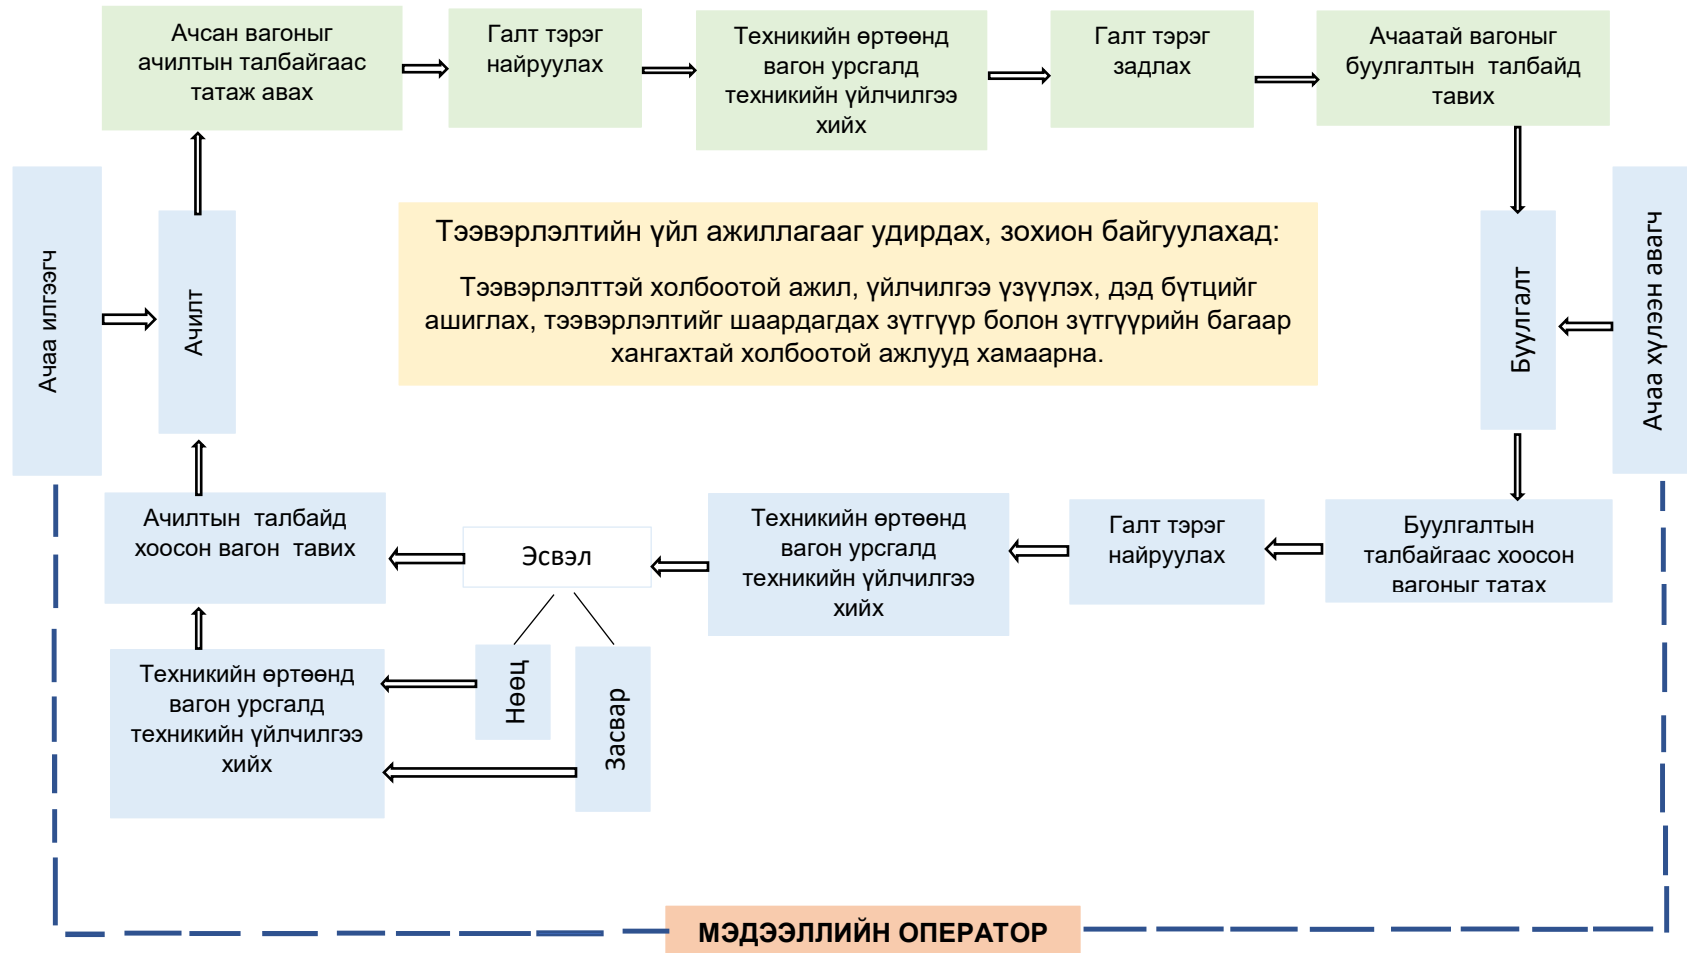 Ачсан вагоныг
ачилтын талбайгаас
татаж авах
Галт тэрэг
найруулах
Техникийн өртөөнд
вагон урсгалд
техникийн үйлчилгээ
хийх
Галт тэрэг
задлах
Ачаатай вагоныг
буулгалтын талбайд
тавих
Ачаа илгээгч
Ачилт
Тээвэрлэлтийн үйл ажиллагааг удирдах, зохион байгуулахад:
Тээвэрлэлттэй холбоотой ажил, үйлчилгээ үзүүлэх, дэд бүтцийг
ашиглах, тээвэрлэлтийг шаардагдах зүтгүүр болон зүтгүүрийн багаар
хангахтай холбоотой ажлууд хамаарна.
Буулгалт
Ачаа хүлээн авагч
Ачилтын талбайд
хоосон вагон тавих
Эсвэл
Техникийн өртөөнд
вагон урсгалд
техникийн үйлчилгээ
хийх
Галт тэрэг
найруулах
Буулгалтын
талбайгаас хоосон
вагоныг татах
Техникийн өртөөнд
вагон урсгалд
техникийн үйлчилгээ
хийх
Нөөц
Засвар
МЭДЭЭЛЛИЙН ОПЕРАТОР